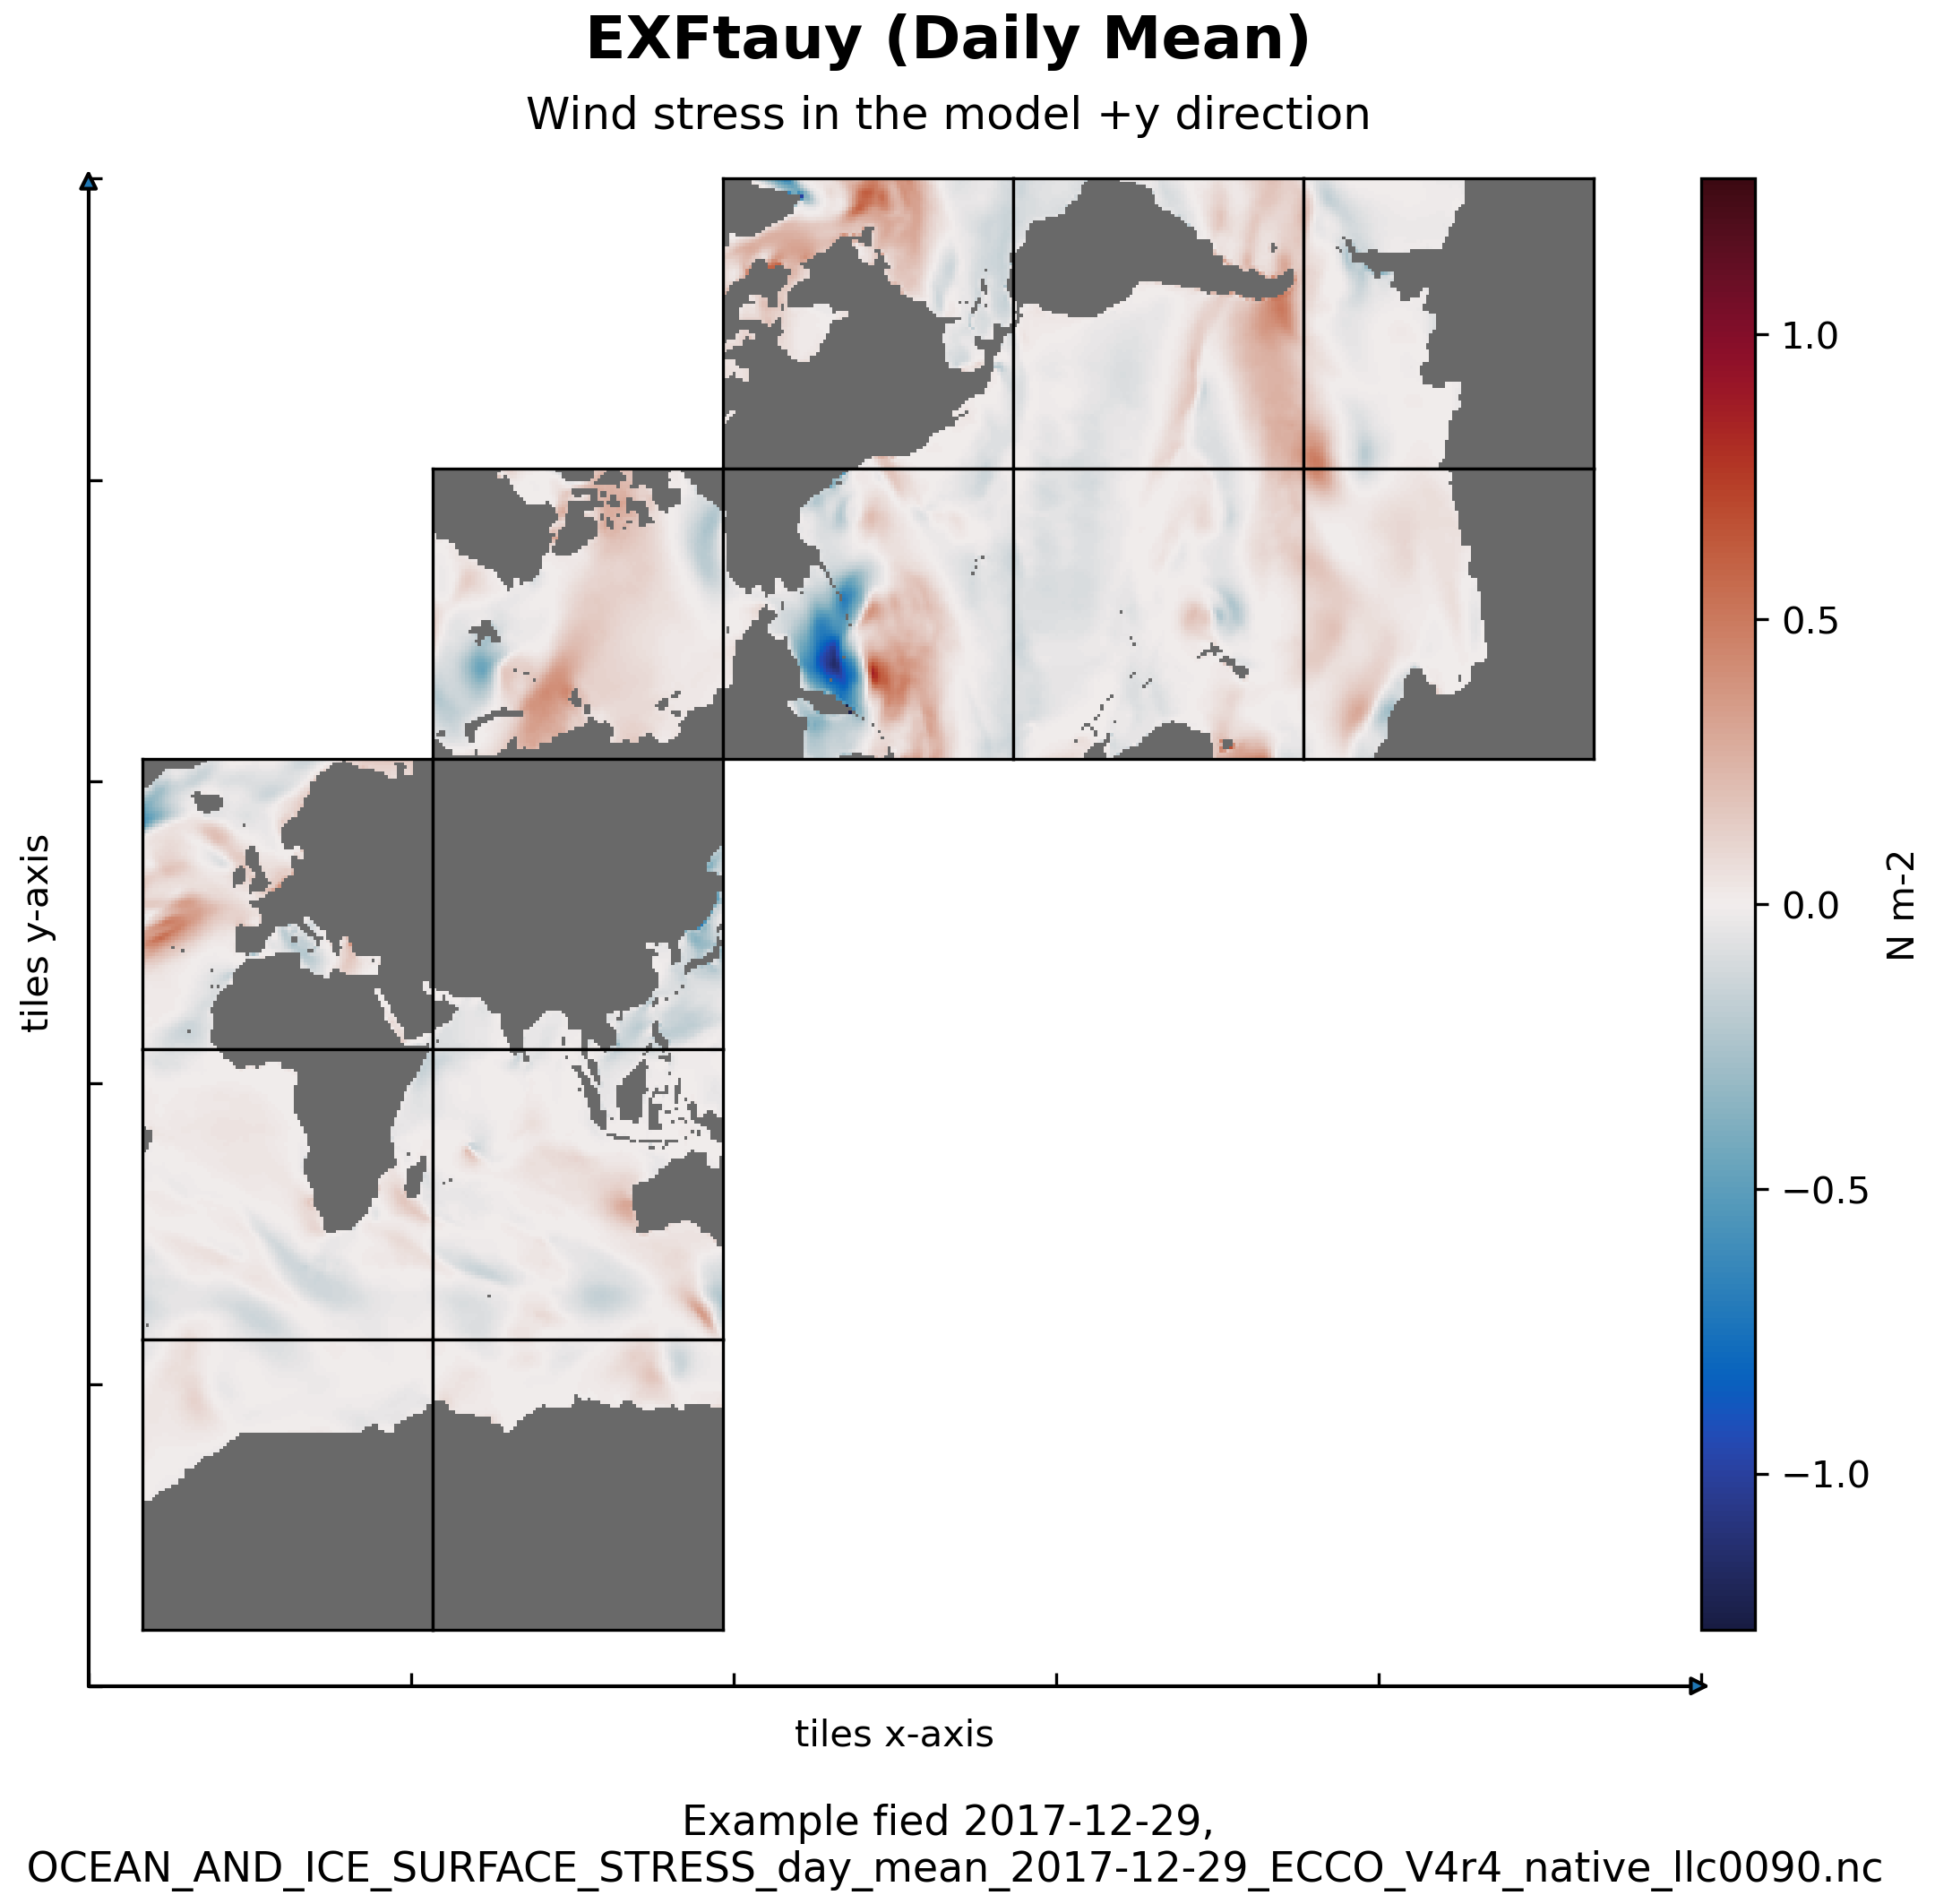 EXFtauy (Daily Mean)
Wind stress in the model +y direction
tiles y-axis
1.0
0.5
0.0
−0.5
−1.0
N m-2
tiles x-axis
Example fied 2017-12-29,
OCEAN_AND_ICE_SURFACE_STRESS_day_mean_2017-12-29_ECCO_V4r4_native_llc0090.nc